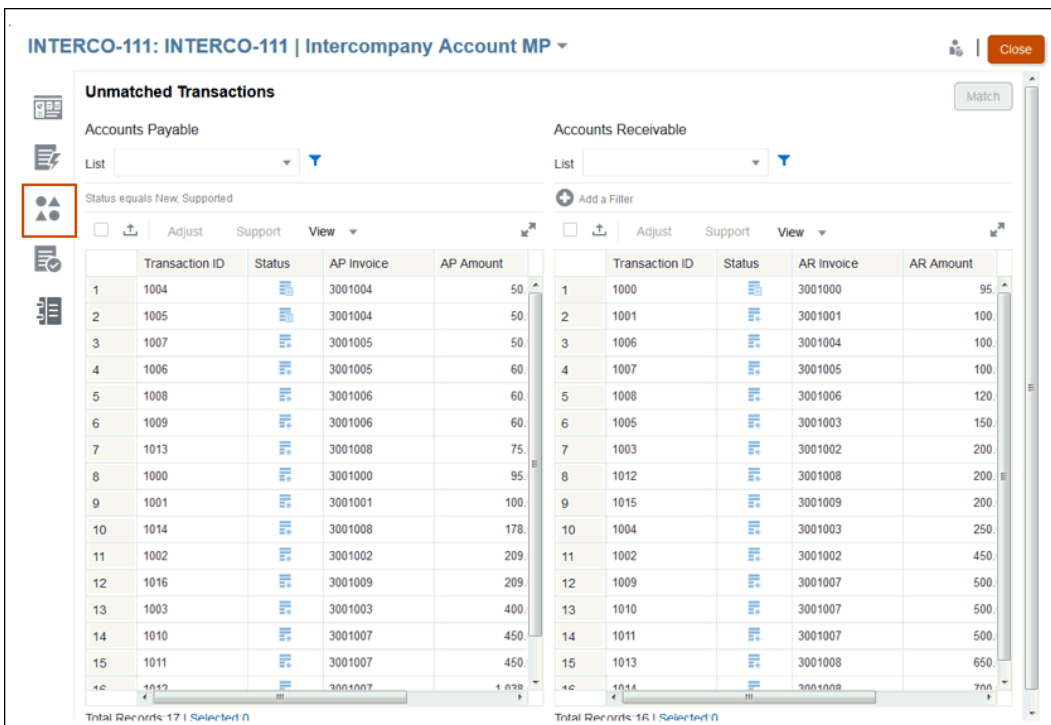 INTERCO-111: INTERCO-111 | Intercompany Account MP
Close
Unmatched Transactions
Match
Accounts Payable
List
Status equals New, Supported
Adjust Support View
Transaction ID Status AP Invoice AP Amount
1 1004 3001004 50.
2 1005 3001004 50.
3 1007 3001005 50.
4 1006 3001005 60.
5 1008 3001006 60.
6 1009 3001006 60.
7 1013 3001008 75.
8 1000 3001000 95.
9 1001 3001001 100.
10 1014 3001008 178.
11 1002 3001002 209.
12 1016 3001009 209.
13 1003 3001003 400.
14 1010 3001007 450.
15 1011 3001007 450.
16 1012 3001007 1,038
Total Records:17 | Selected:0
Accounts Receivable
List
Add a Filter
Adjust Support View
Transaction ID Status AR Invoice AR Amount
1 1000 3001000 95.
2 1001 3001001 100.
3 1006 3001004 100.
4 1007 3001005 100.
5 1008 3001006 120.
6 1005 3001003 150.
7 1003 3001002 200.
8 1012 3001008 200.
9 1015 3001009 200.
10 1004 3001003 250.
11 1002 3001002 450.
12 1009 3001007 500.
13 1010 3001007 500.
14 1011 3001007 500.
15 1013 3001008 650.
16 1014 3001008 700.
Total Records:16 | Selected:0